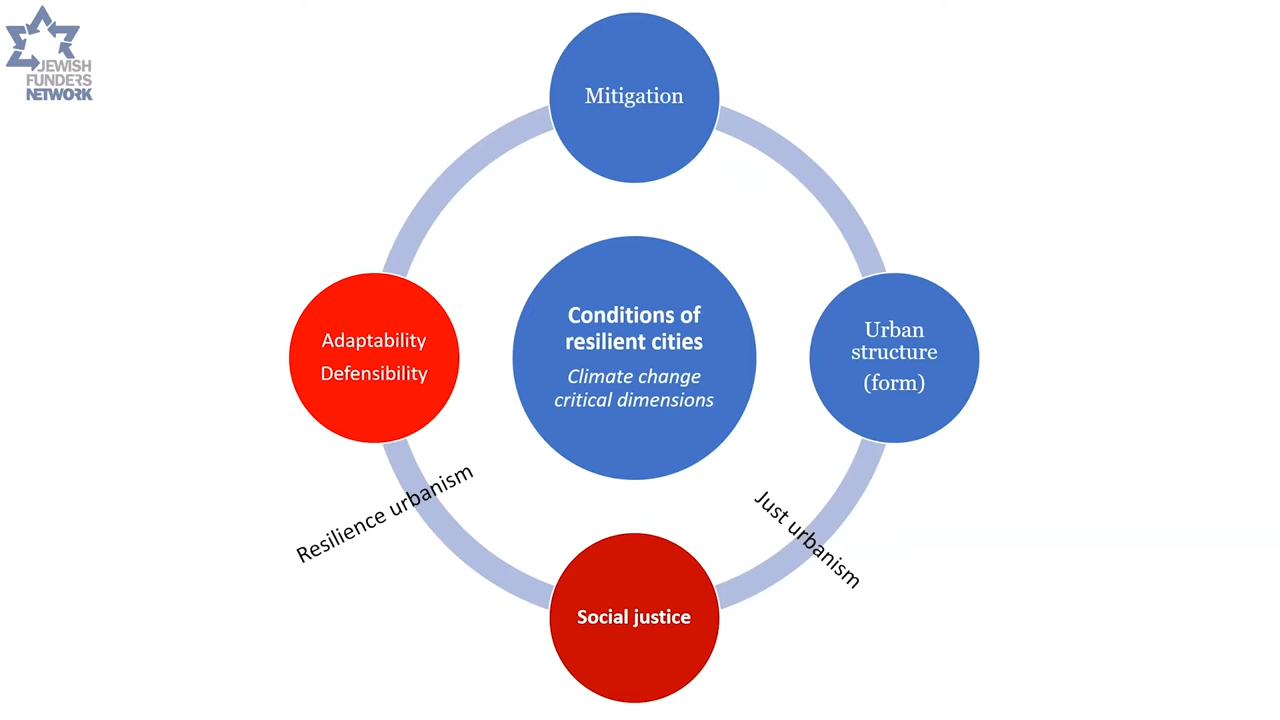 JEWISH
FUNDERS
NETWORK
Mitigation
Conditions of
resilient cities
Climate change
critical dimensions
Adaptability
Defensibility
Urban
structure
(form)
Resilience urbanism
Just urbanism
Social justice